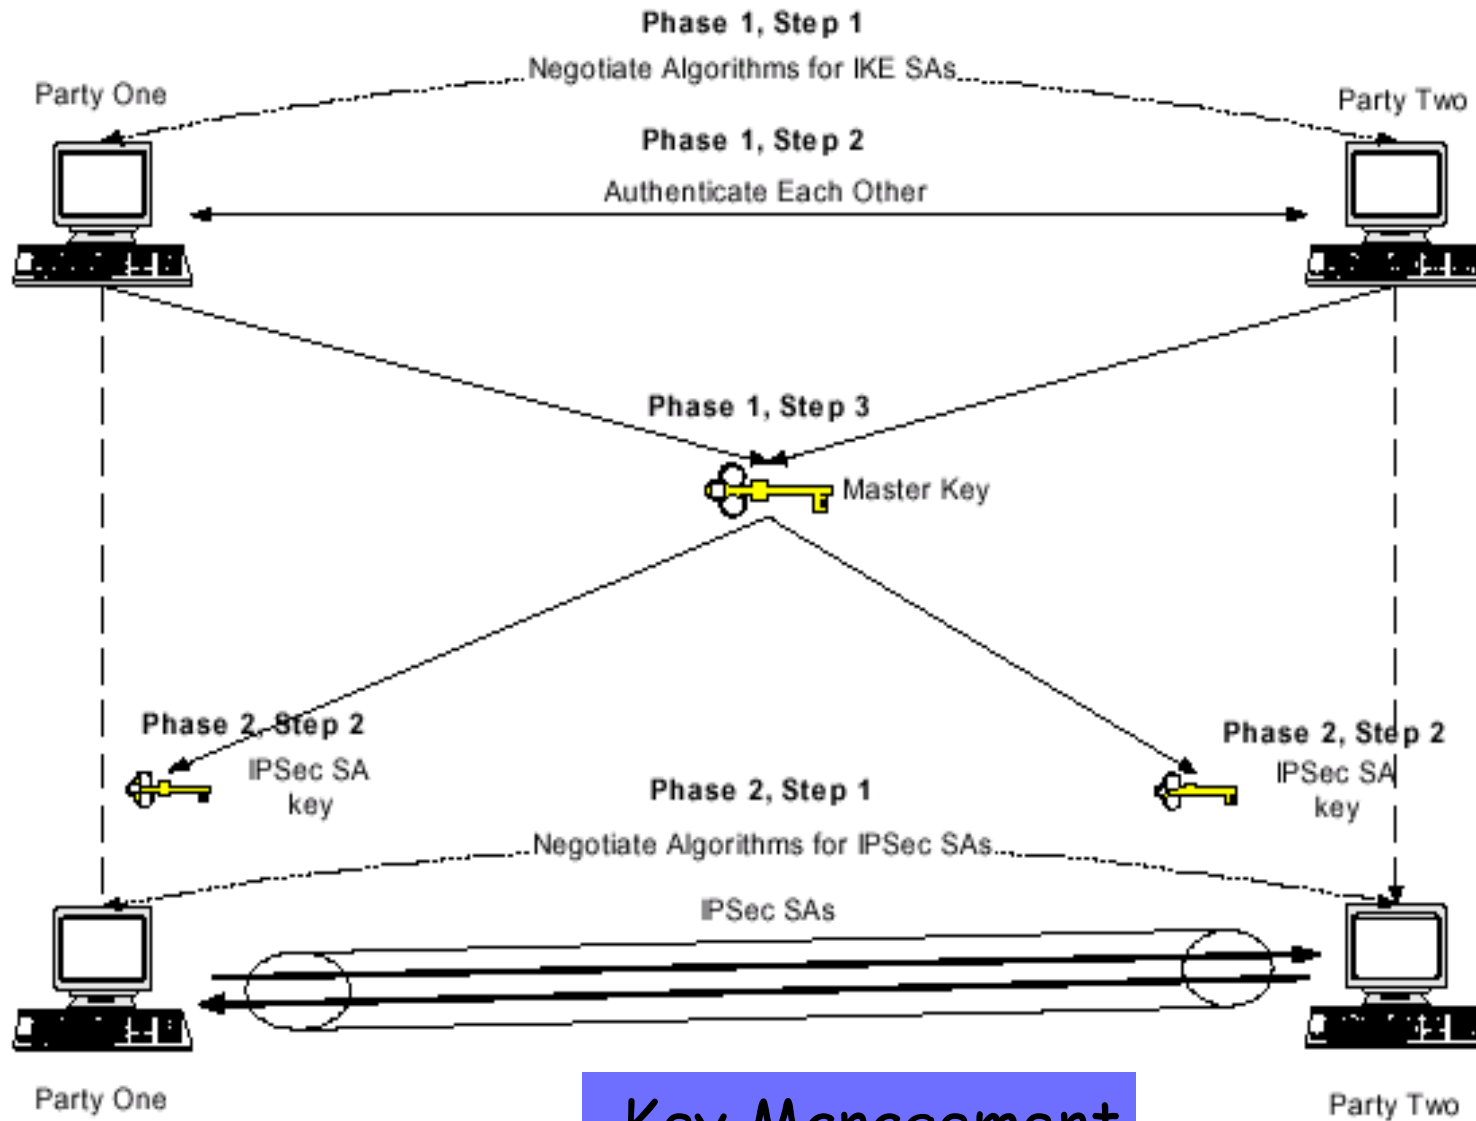 Phase 1, Step 1
Negotiate Algorithms for IKE SAs
Party One
Party Two
Phase 1, Step 2
Authenticate Each Other
Phase 1, Step 3
Master Key
Phase 2, Step 2
IPSec SA
key
Phase 2, Step 2
IPSec SA
key
Phase 2, Step 1
Negotiate Algorithms for IPSec SAs
IPSec SAs
Party One
Party Two
Key Management